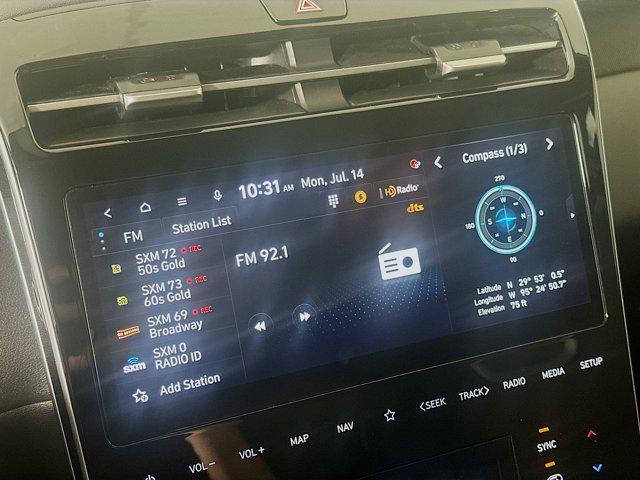 10:31 AM Mon, Jul. 14
FM
Station List
HD Radio
dts
SXM 72 REC
50s Gold
SXM 73 REC
60s Gold
SXM 69 REC
Broadway
sxm
SXM 0
RADIO ID
Add Station
FM 92.1
Compass (1/3)
270
180
0
90
W
N
S
E
Latitude N 29° 53' 0.5"
Longitude W 95° 24' 50.7"
Elevation 75 ft
VOL−
VOL+
MAP
NAV
<SEEK
TRACK>
RADIO
MEDIA
SETUP
SYNC